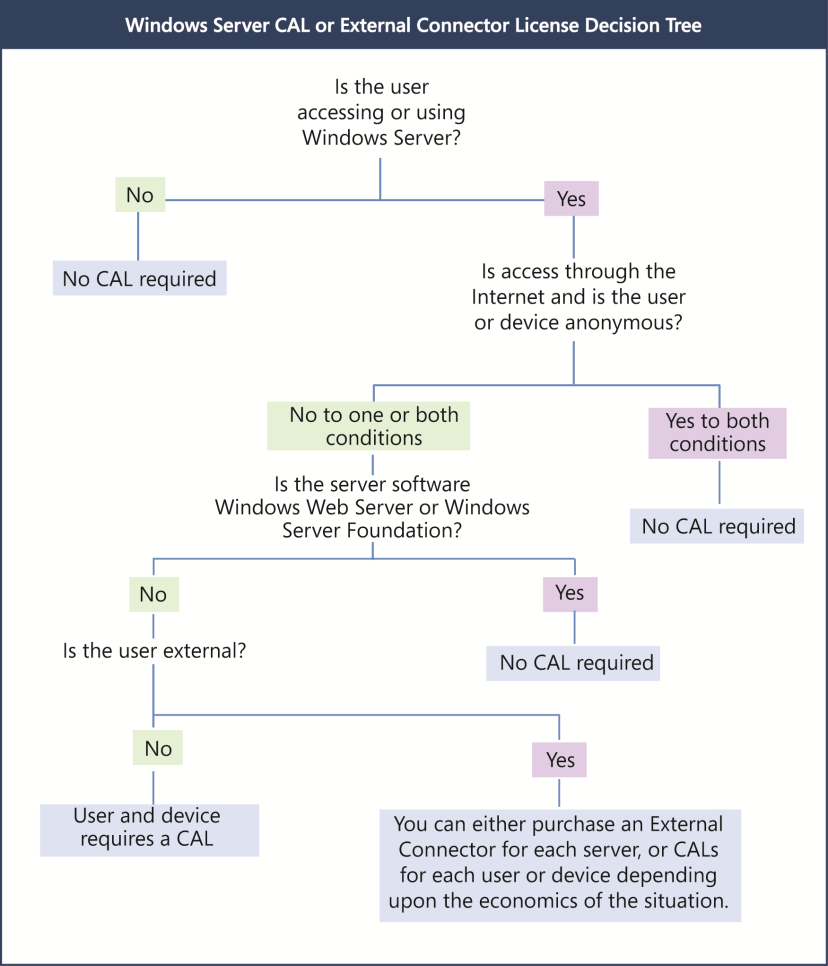 Windows Server CAL or External Connector License Decision Tree
Is the user
accessing or using
Windows Server?
No
Yes
No CAL required
Is access through the
Internet and is the user
or device anonymous?
No to one or both
conditions
Yes to both
conditions
Is the server software
Windows Web Server or Windows
Server Foundation?
No CAL required
No
Yes
Is the user external?
No CAL required
No
Yes
User and device
requires a CAL
You can either purchase an External
Connector for each server, or CALs
for each user or device depending
upon the economics of the situation.